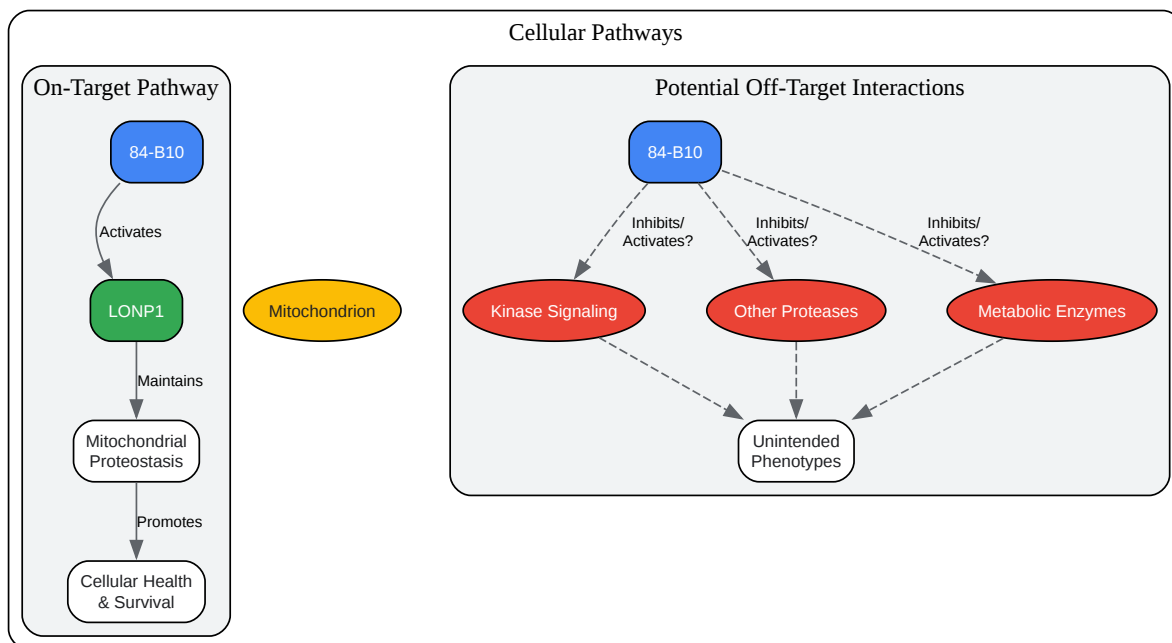 Cellular Pathways
On-Target Pathway
84-B10
Activates
LONP1
Maintains
Mitochondrial
Proteostasis
Promotes
Cellular Health
& Survival
Mitochondrion
Potential Off-Target Interactions
84-B10
Inhibits/
Activates?
Inhibits/
Activates?
Inhibits/
Activates?
Kinase Signaling
Other Proteases
Metabolic Enzymes
Unintended
Phenotypes